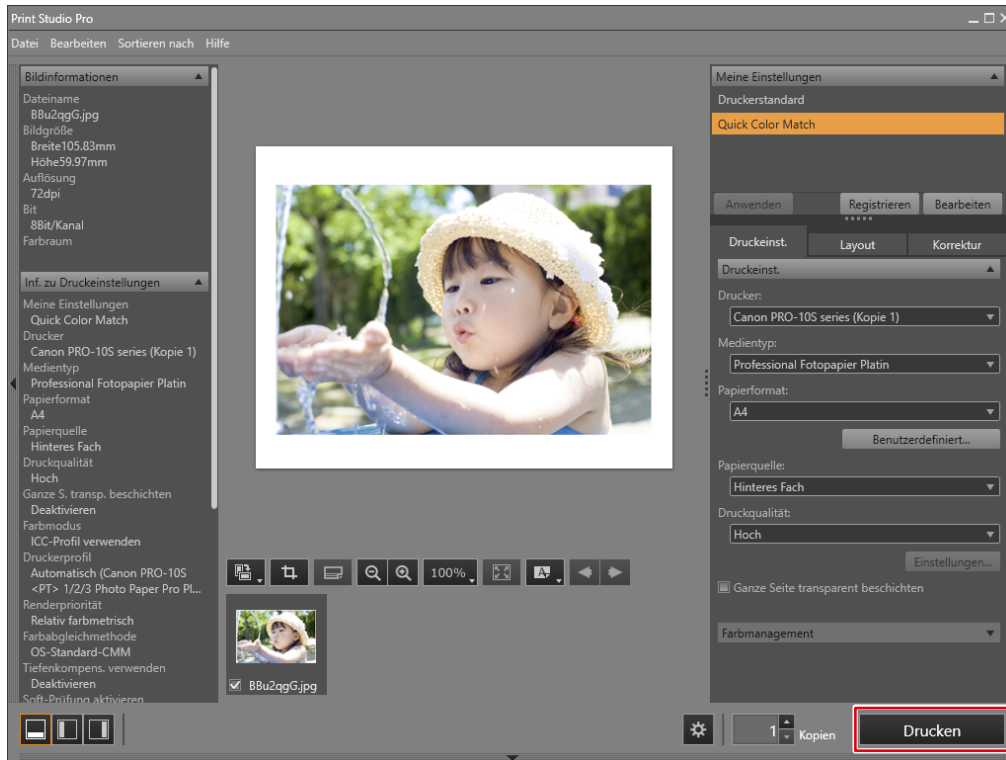 Print Studio Pro
Datei Bearbeiten Sortieren nach Hilfe
Bildinformationen
Dateiname
BBu2qgG.jpg
Bildgröße
Breite105.83mm
Höhe59.97mm
Auflösung
72dpi
Bit
8Bit/Kanal
Farbraum
Inf. zu Druckeinstellungen
Meine Einstellungen
Quick Color Match
Drucker
Canon PRO-10S series (Kopie 1)
Medientyp
Professional Fotopapier Platin
Papierformat
A4
Papierquelle
Hinteres Fach
Druckqualität
Hoch
Ganze S. transp. beschichten
Deaktivieren
Farbmodus
ICC-Profil verwenden
Druckerprofil
Automatisch (Canon PRO-10S
<PT> 1/2/3 Photo Paper Pro Pl...
Renderpriorität
Relativ farbmetrisch
Farbabgleichmethode
OS-Standard-CMM
Tiefenkompens. verwenden
Deaktivieren
Soft-Prüfung aktivieren
100%
BBu2qgG.jpg
Meine Einstellungen
Druckerstandard
Quick Color Match
Anwenden Registrieren Bearbeiten
Druckeinst. Layout Korrektur
Druckeinst.
Drucker:
Canon PRO-10S series (Kopie 1)
Medientyp:
Professional Fotopapier Platin
Papierformat:
A4
Benutzerdefiniert...
Papierquelle:
Hinteres Fach
Druckqualität:
Hoch
Einstellungen...
Ganze Seite transparent beschichten
Farbmanagement
1 Kopien Drucken